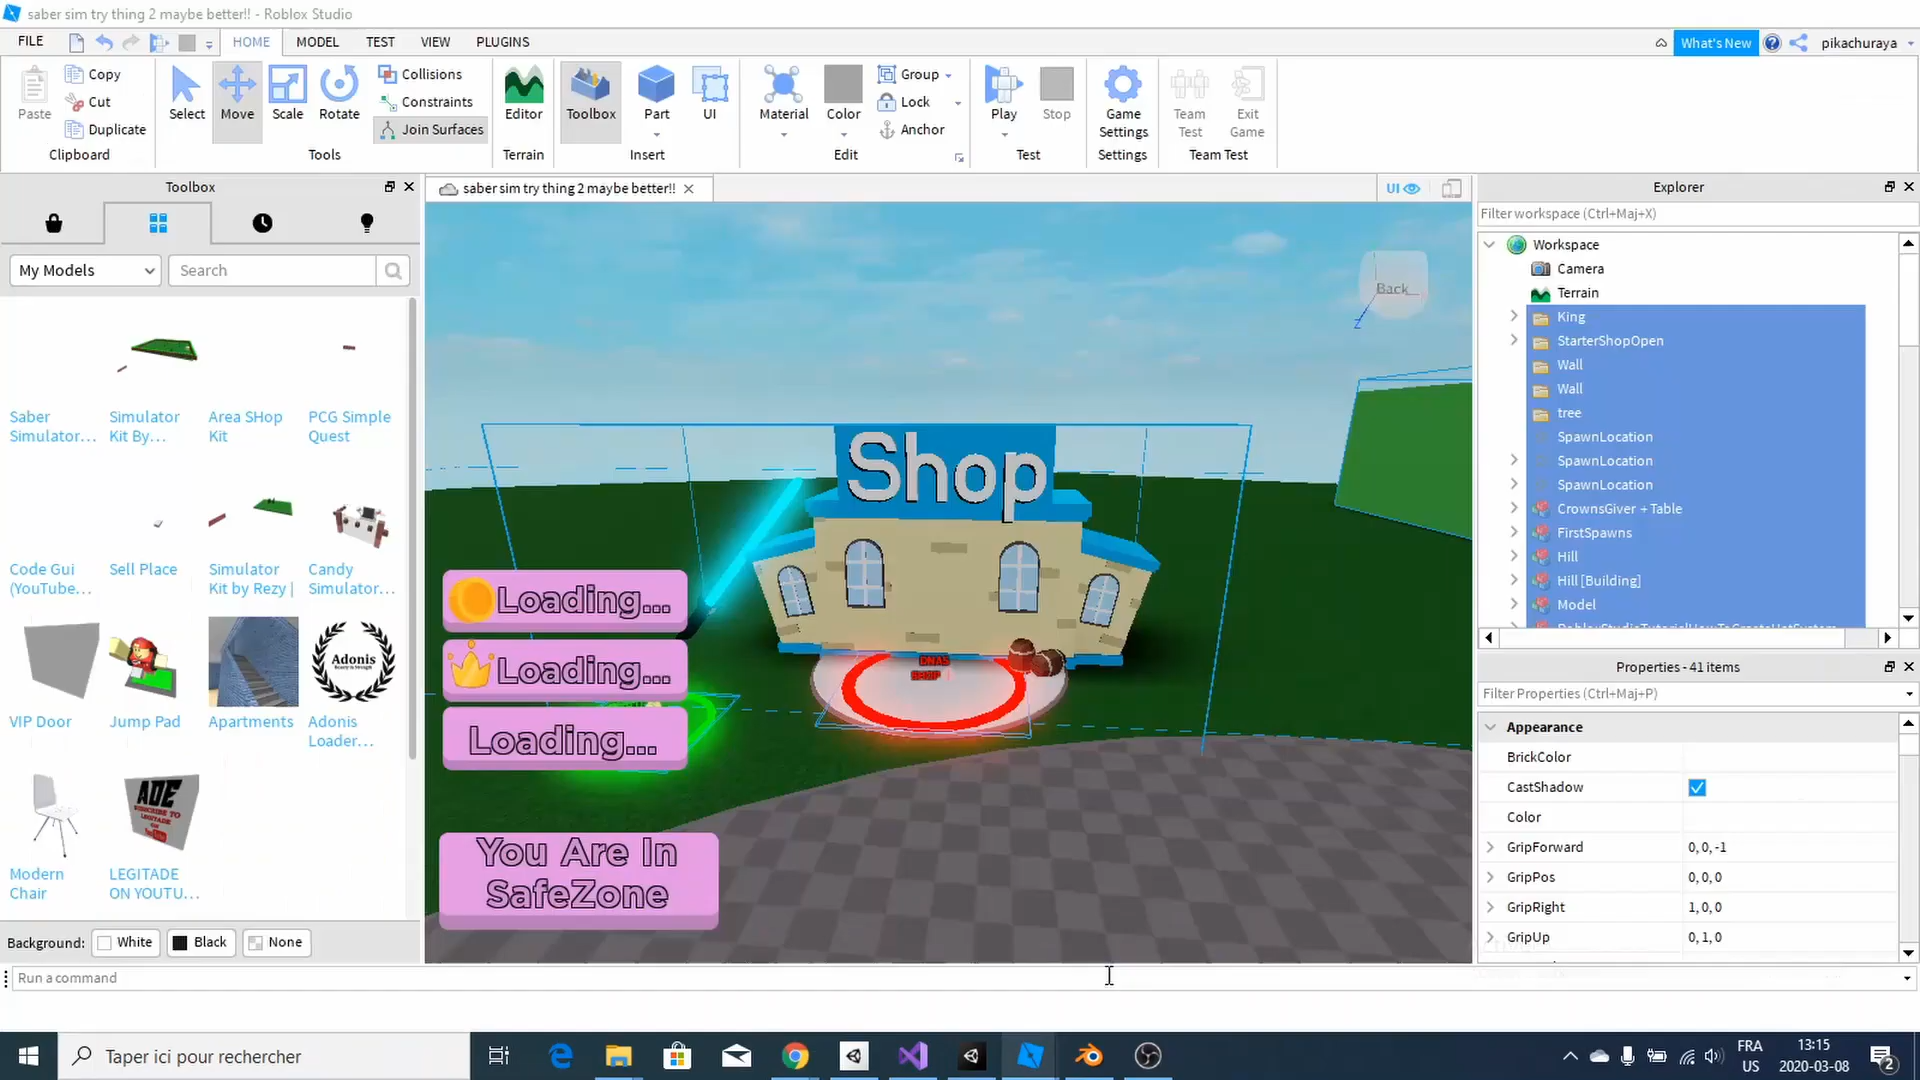 saber sim try thing 2 maybe better!! - Roblox Studio
FILE
HOME
MODEL
TEST
VIEW
PLUGINS
What's New
pikachuraya
Paste
Copy
Cut
Duplicate
Clipboard
Select
Move
Scale
Rotate
Collisions
Constraints
Join Surfaces
Tools
Editor
Terrain
Toolbox
Part
UI
Insert
Material
Color
Group
Lock
Anchor
Edit
Play
Stop
Test
Game
Settings
Settings
Team
Test
Exit
Game
Team Test
Toolbox
My Models
Search
Saber
Simulator...
Simulator
Kit By...
Area SHop
Kit
PCG Simple
Quest
Code Gui
(YouTube...
Sell Place
Simulator
Kit by Rezy |
Candy
Simulator...
Adonis
VIP Door
Jump Pad
Apartments
Adonis
Loader...
ADE
Modern
Chair
LEGITADE
ON YOUTU...
Background:
White
Black
None
saber sim try thing 2 maybe better!!
UI
Back
Z
Shop
DNAS
SHOP
Loading...
Loading...
Loading...
You Are In
SafeZone
Explorer
Filter workspace (Ctrl+Maj+X)
Workspace
Camera
Terrain
King
StarterShopOpen
Wall
Wall
tree
SpawnLocation
SpawnLocation
SpawnLocation
CrownsGiver + Table
FirstSpawns
Hill
Hill [Building]
Model
Properties - 41 items
Filter Properties (Ctrl+Maj+P)
Appearance
BrickColor
CastShadow
Color
GripForward 0, 0, -1
GripPos 0, 0, 0
GripRight 1, 0, 0
GripUp 0, 1, 0
Run a command
Taper ici pour rechercher
FRA
US
13:15
2020-03-08
2